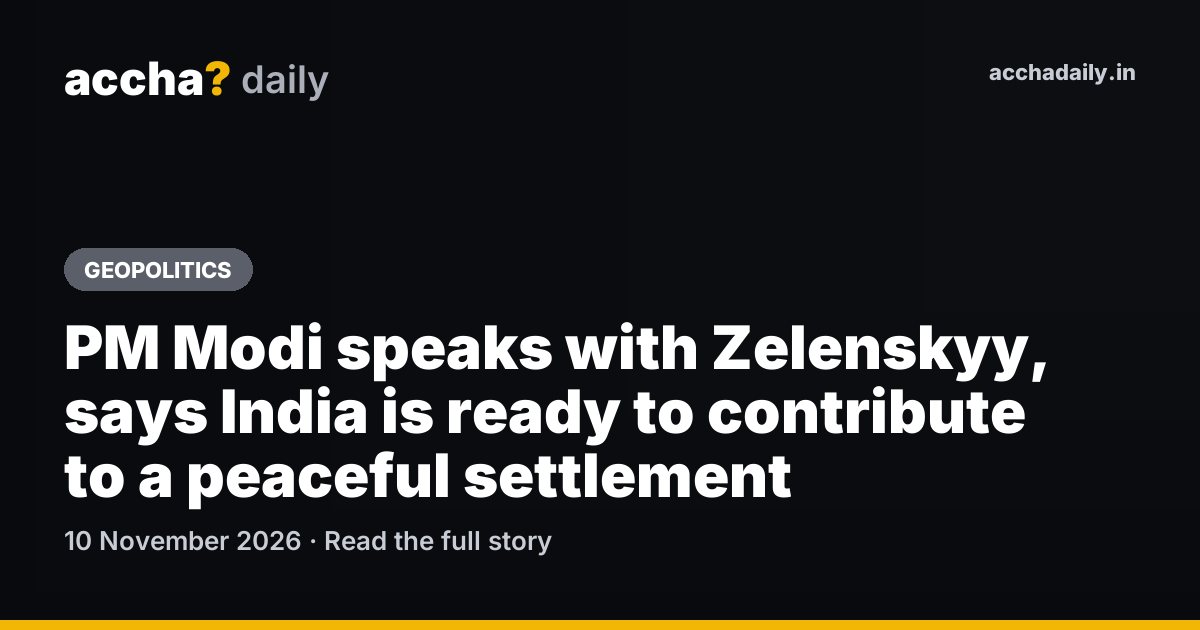 accha? daily
acchadaily.in
GEOPOLITICS
PM Modi speaks with Zelenskyy,
says India is ready to contribute
to a peaceful settlement
10 November 2026 · Read the full story